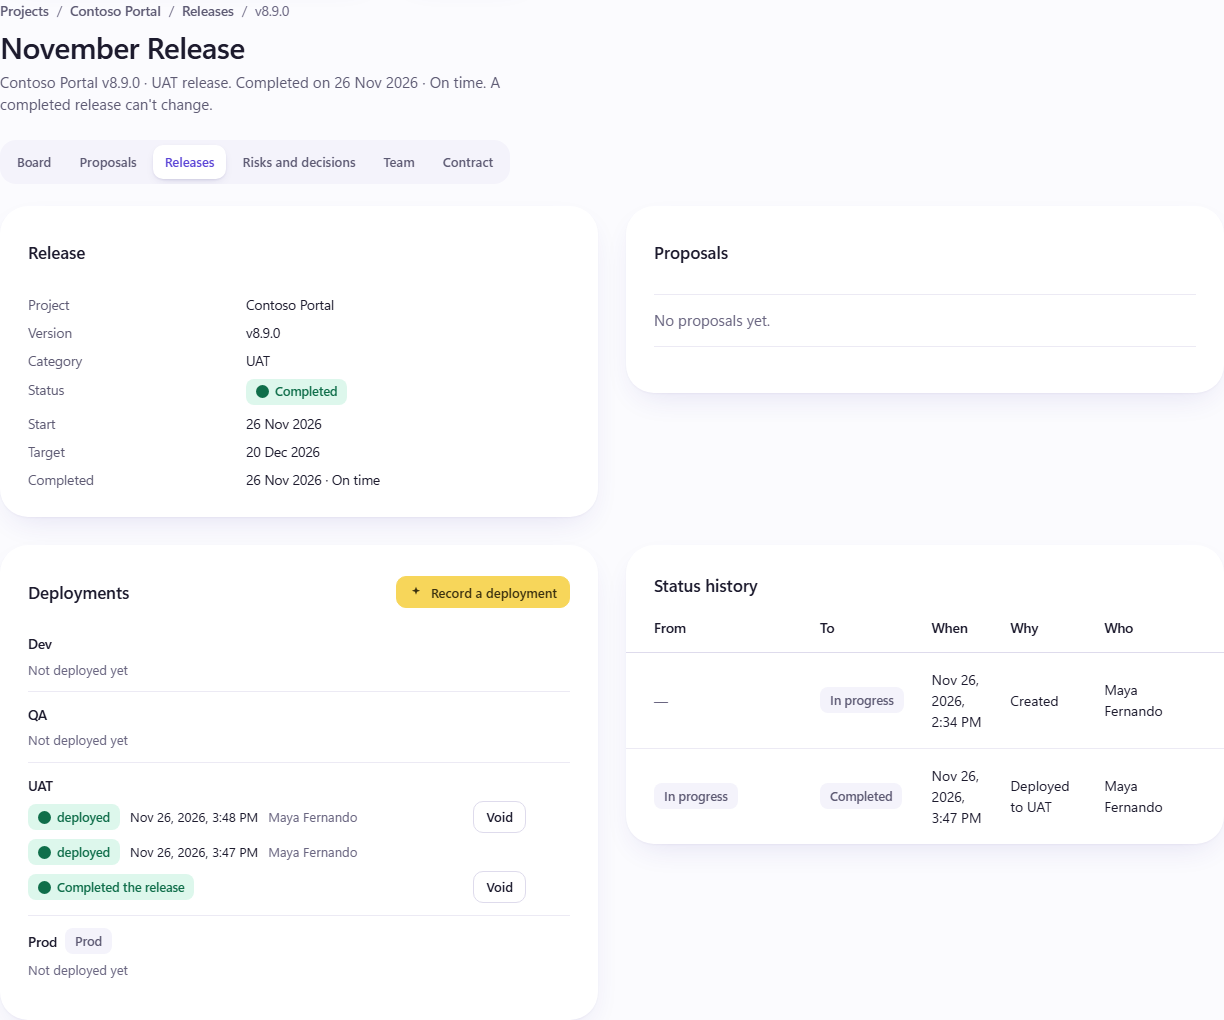 Projects / Contoso Portal / Releases / v8.9.0
November Release
Contoso Portal v8.9.0 · UAT release. Completed on 26 Nov 2026 · On time. A
completed release can't change.
Board Proposals Releases Risks and decisions Team Contract
Release
Project Contoso Portal
Version v8.9.0
Category UAT
Status Completed
Start 26 Nov 2026
Target 20 Dec 2026
Completed 26 Nov 2026 · On time
Proposals
No proposals yet.
Deployments Record a deployment
Dev
Not deployed yet
QA
Not deployed yet
UAT
deployed Nov 26, 2026, 3:48 PM Maya Fernando Void
deployed Nov 26, 2026, 3:47 PM Maya Fernando
Completed the release Void
Prod Prod
Not deployed yet
Status history
From To When Why Who
— In progress Nov 26, 2026, 2:34 PM Created Maya Fernando
In progress Completed Nov 26, 2026, 3:47 PM Deployed to UAT Maya Fernando